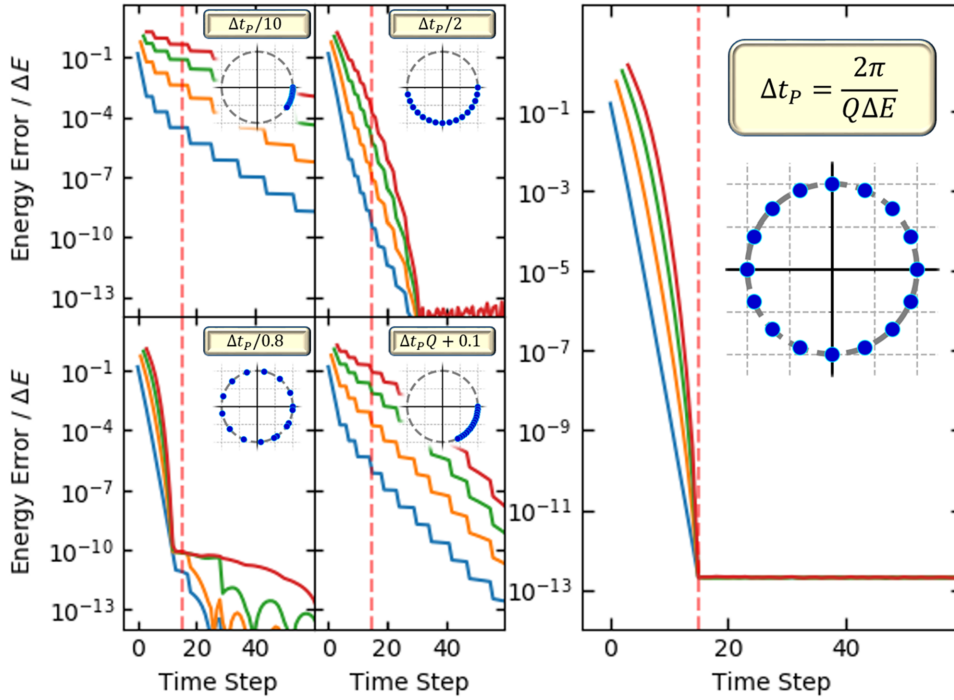 Δt_P/10
Δt_P/2
Energy Error / ΔE
10⁻¹
10⁻⁴
10⁻⁷
10⁻¹⁰
10⁻¹³
Δt_P/0.8
Δt_P Q + 0.1
Energy Error / ΔE
10⁻¹
10⁻⁴
10⁻⁷
10⁻¹⁰
10⁻¹³
0 20 40 0 20 40
Time Step Time Step
Δt_P = 2π / QΔE
10⁻¹
10⁻³
10⁻⁵
10⁻⁷
10⁻⁹
10⁻¹¹
10⁻¹³
20 40
Time Step